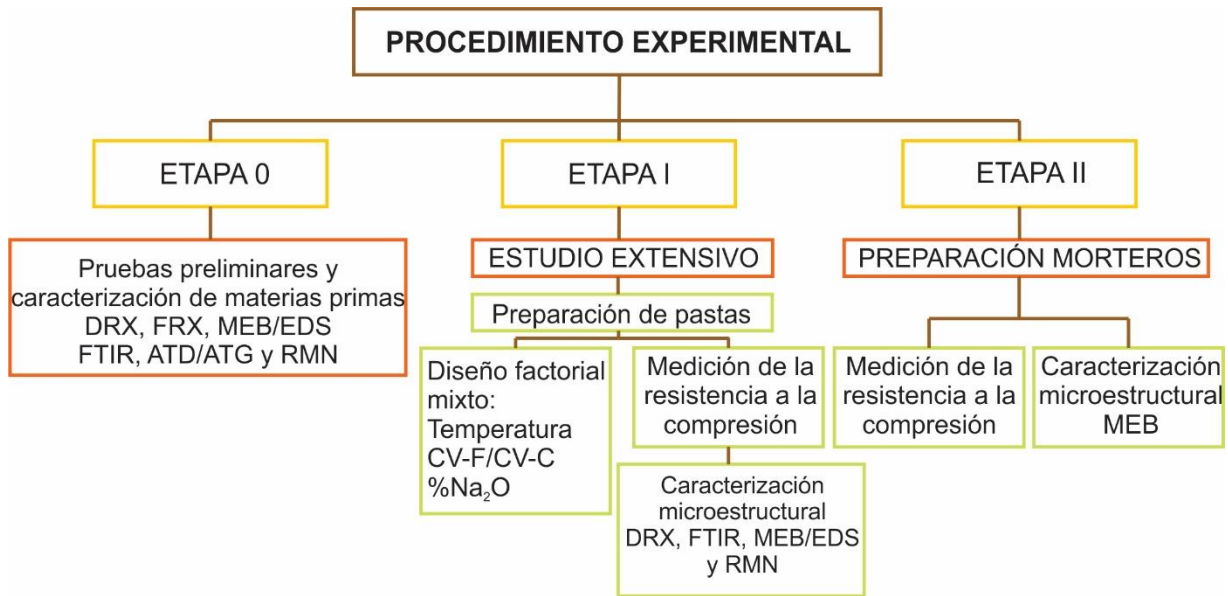 PROCEDIMIENTO EXPERIMENTAL
ETAPA 0
ETAPA I
ETAPA II
Pruebas preliminares y
caracterización de materias primas
DRX, FRX, MEB/EDS
FTIR, ATD/ATG y RMN
ESTUDIO EXTENSIVO
Preparación de pastas
Diseño factorial
mixto:
Temperatura
CV-F/CV-C
%Na₂O
Medición de la
resistencia a la
compresión
Caracterización
microestructural
DRX, FTIR, MEB/EDS
y RMN
PREPARACIÓN MORTEROS
Medición de la
resistencia a la
compresión
Caracterización
microestructural
MEB